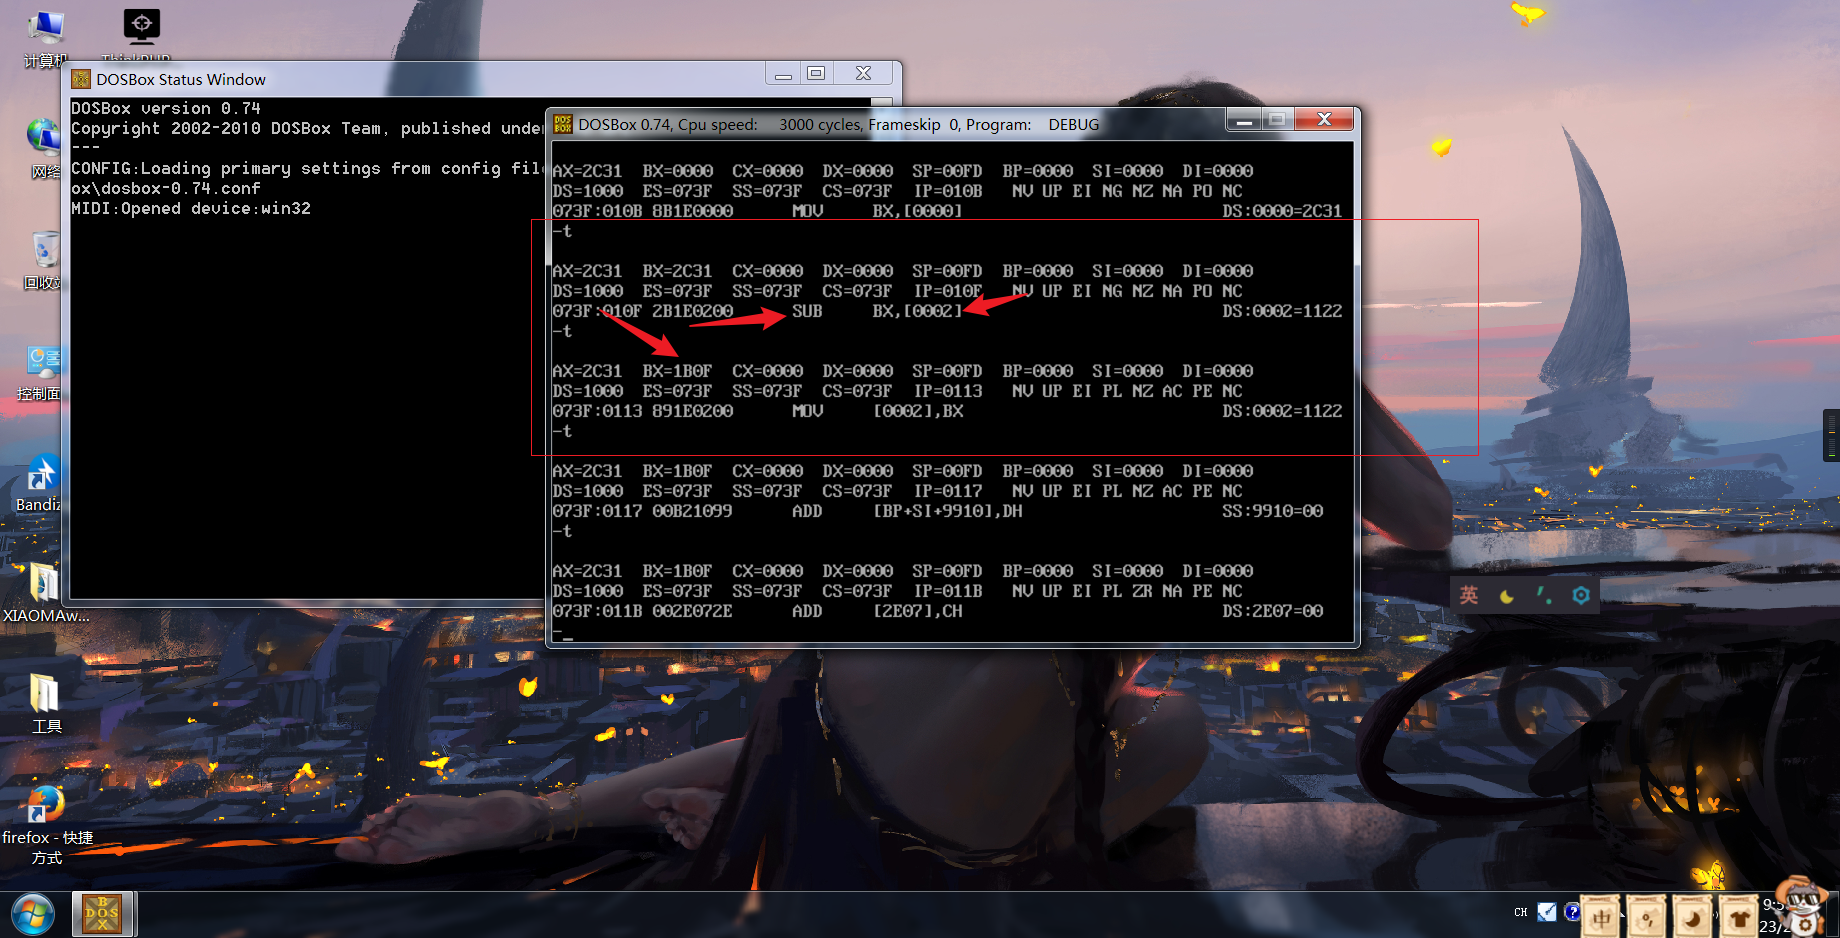 计算机
网络
回收站
控制面
Bandiz
XIAOMAw...
工具
firefox - 快捷
方式
DOSBox Status Window
DOSBox version 0.74
Copyright 2002-2010 DOSBox Team, published under
---
CONFIG:Loading primary settings from config file
ox\dosbox-0.74.conf
MIDI:Opened device:win32
DOSBox 0.74, Cpu speed: 3000 cycles, Frameskip 0, Program: DEBUG
AX=2C31 BX=0000 CX=0000 DX=0000 SP=00FD BP=0000 SI=0000 DI=0000
DS=1000 ES=073F SS=073F CS=073F IP=010B NV UP EI NG NZ NA PO NC
073F:010B 8B1E0000 MOV BX,[0000] DS:0000=2C31
-t
AX=2C31 BX=2C31 CX=0000 DX=0000 SP=00FD BP=0000 SI=0000 DI=0000
DS=1000 ES=073F SS=073F CS=073F IP=010F NV UP EI NG NZ NA PO NC
073F:010F 2B1E0200 SUB BX,[0002] DS:0002=1122
-t
AX=2C31 BX=1B0F CX=0000 DX=0000 SP=00FD BP=0000 SI=0000 DI=0000
DS=1000 ES=073F SS=073F CS=073F IP=0113 NV UP EI PL NZ AC PE NC
073F:0113 891E0200 MOV [0002],BX DS:0002=1122
-t
AX=2C31 BX=1B0F CX=0000 DX=0000 SP=00FD BP=0000 SI=0000 DI=0000
DS=1000 ES=073F SS=073F CS=073F IP=0117 NV UP EI PL NZ AC PE NC
073F:0117 00B21099 ADD [BP+SI+9910],DH SS:9910=00
-t
AX=2C31 BX=1B0F CX=0000 DX=0000 SP=00FD BP=0000 SI=0000 DI=0000
DS=1000 ES=073F SS=073F CS=073F IP=011B NV UP EI PL ZR NA PE NC
073F:011B 002E072E ADD [2E07],CH DS:2E07=00
-_
英
CH
中